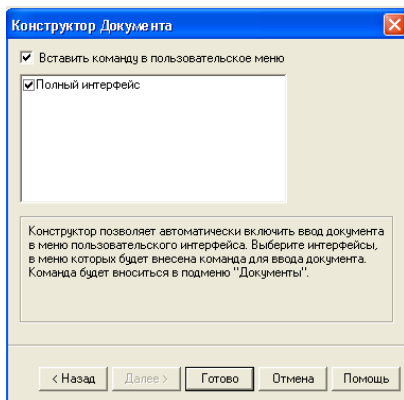 Конструктор Документа
Вставить команду в пользовательское меню
Полный интерфейс
Конструктор позволяет автоматически включить ввод документа
в меню пользовательского интерфейса. Выберите интерфейсы,
в меню которых будет внесена команда для ввода документа.
Команда будет вноситься в подменю "Документы".
< Назад Далее > Готово Отмена Помощь